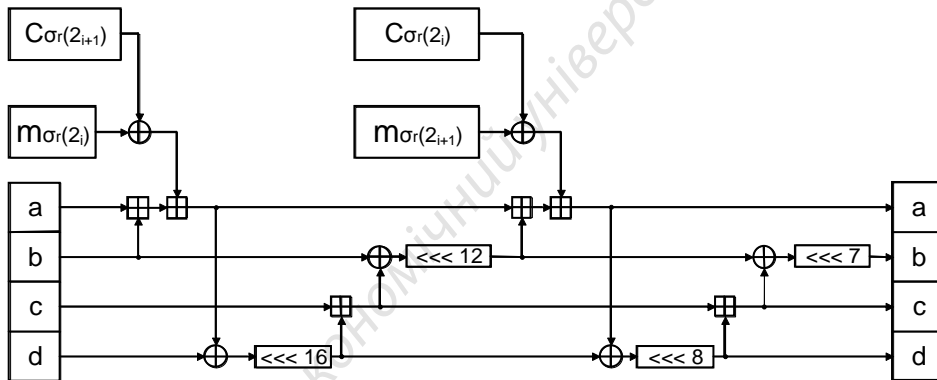 Cσr(2i+1)
Cσr(2i)
mσr(2i)
mσr(2i+1)
a
a
b
<<< 12
<<< 7
b
c
c
d
<<< 16
<<< 8
d